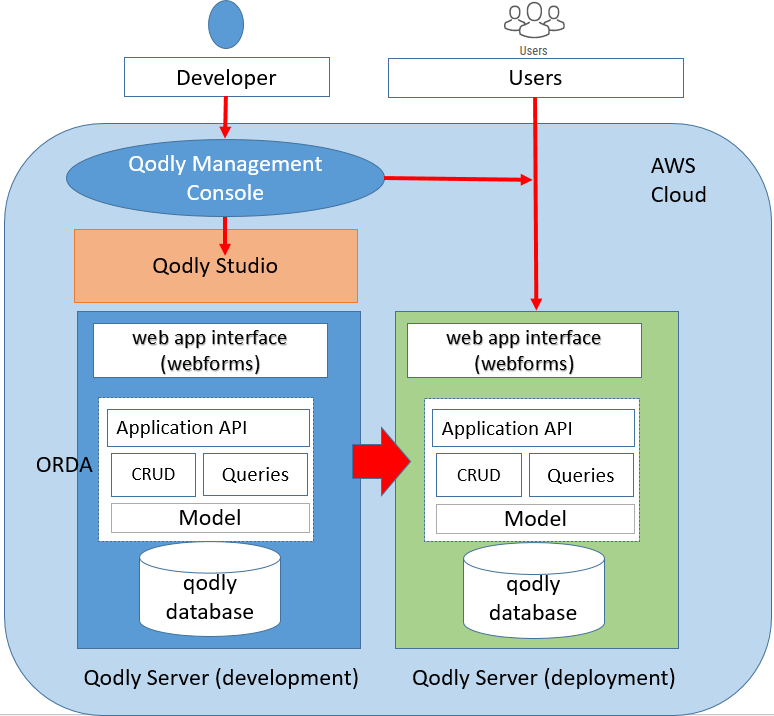 Users
Developer
Users
Qodly Management
Console
AWS
Cloud
Qodly Studio
web app interface
(webforms)
web app interface
(webforms)
Application API
Application API
ORDA
CRUD
Queries
CRUD
Queries
Model
Model
qodly
database
qodly
database
Qodly Server (development)
Qodly Server (deployment)